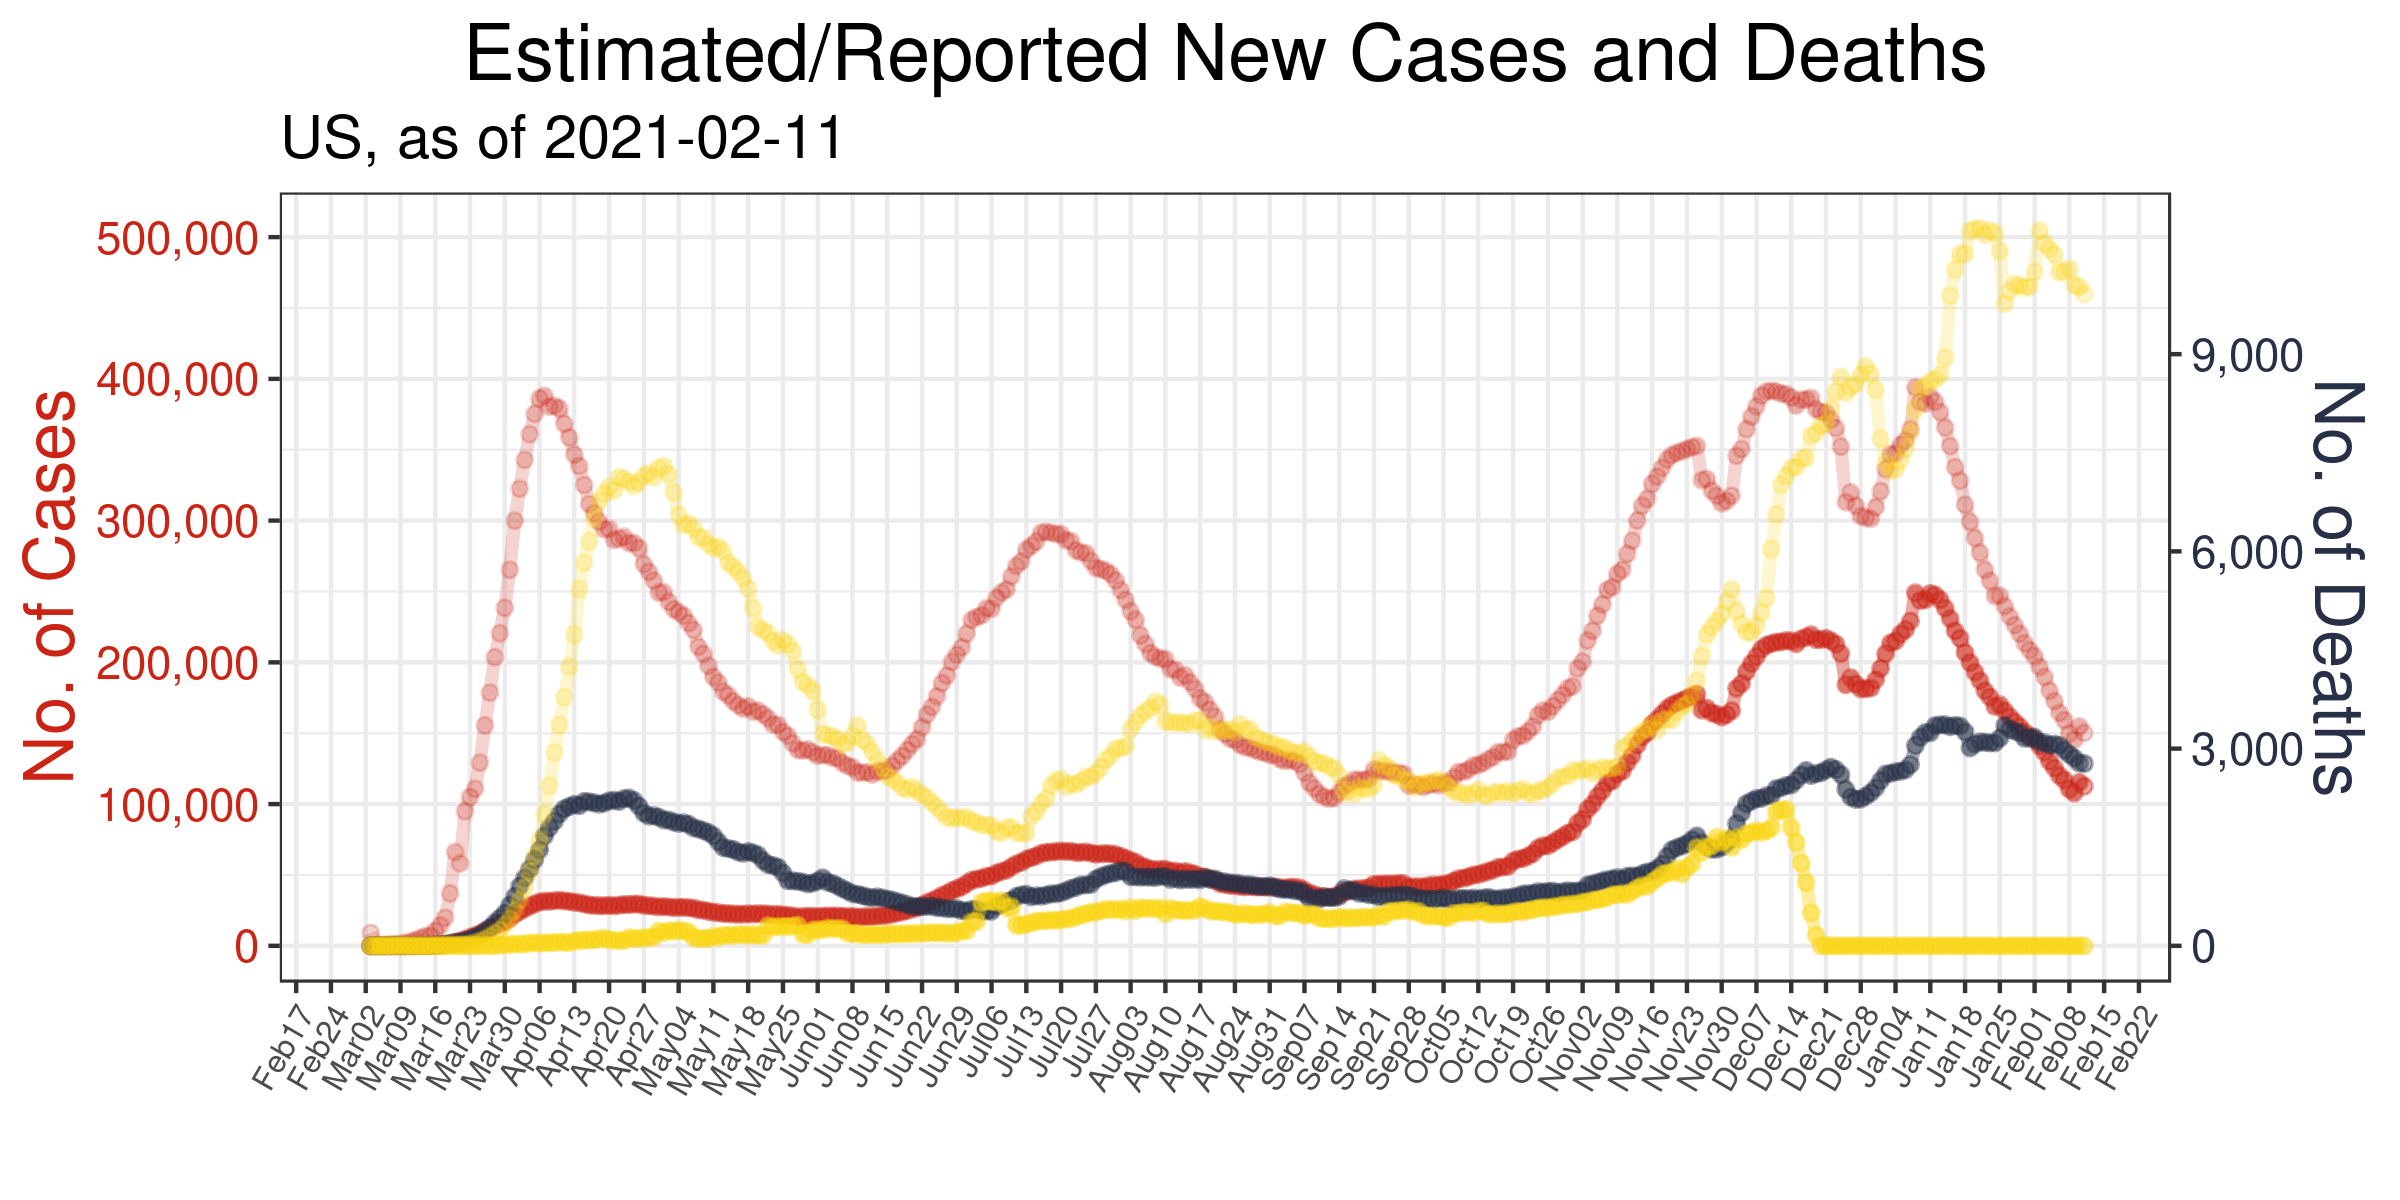 Estimated/Reported New Cases and Deaths
US, as of 2021-02-11
No. of Cases
500,000
400,000
300,000
200,000
100,000
0
9,000
6,000
3,000
0
No. of Deaths
Feb17
Feb24
Mar02
Mar09
Mar16
Mar23
Mar30
Apr06
Apr13
Apr20
Apr27
May04
May11
May18
May25
Jun01
Jun08
Jun15
Jun22
Jun29
Jul06
Jul13
Jul20
Jul27
Aug03
Aug10
Aug17
Aug24
Aug31
Sep07
Sep14
Sep21
Sep28
Oct05
Oct12
Oct19
Oct26
Nov02
Nov09
Nov16
Nov23
Nov30
Dec07
Dec14
Dec21
Dec28
Jan04
Jan11
Jan18
Jan25
Feb01
Feb08
Feb15
Feb22